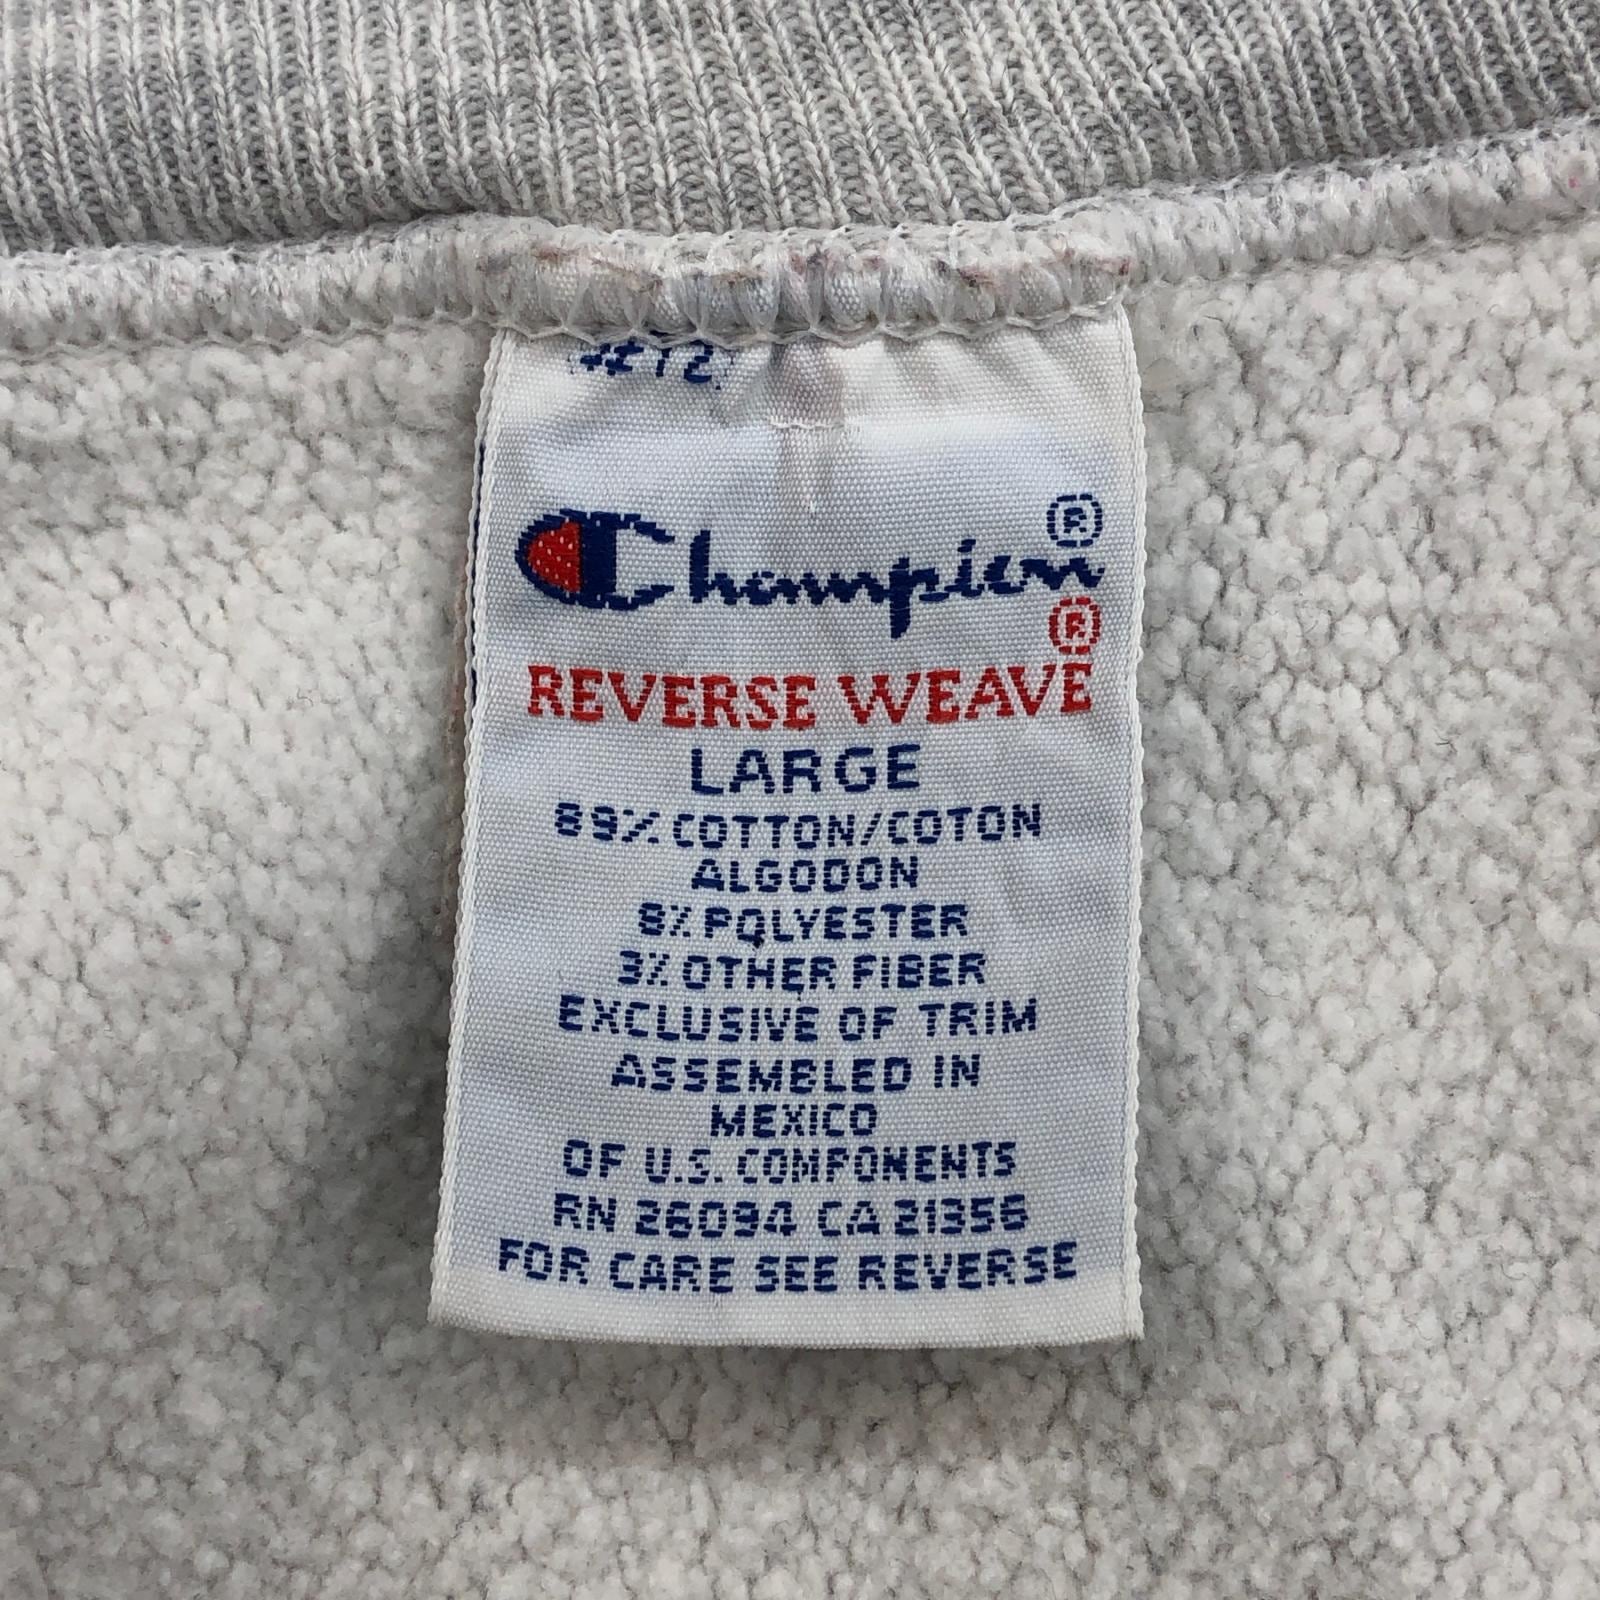 Champion®
REVERSE WEAVE®
LARGE
89% COTTON/COTON
ALGODON
8% POLYESTER
3% OTHER FIBER
EXCLUSIVE OF TRIM
ASSEMBLED IN
MEXICO
OF U.S. COMPONENTS
RN 26094 CA 21356
FOR CARE SEE REVERSE